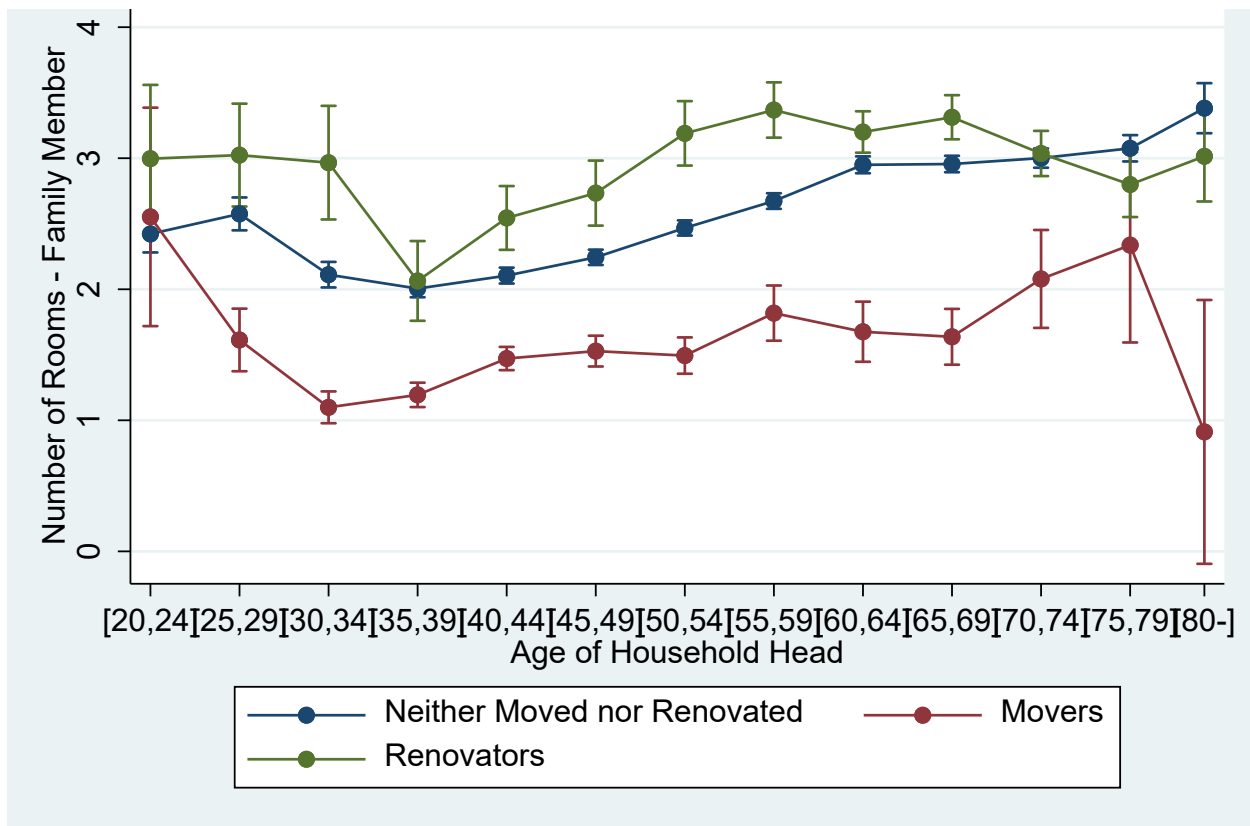 Number of Rooms - Family Member
4
3
2
1
0
[20,24] [25,29] [30,34] [35,39] [40,44] [45,49] [50,54] [55,59] [60,64] [65,69] [70,74] [75,79] [80-]
Age of Household Head
Neither Moved nor Renovated Movers
Renovators